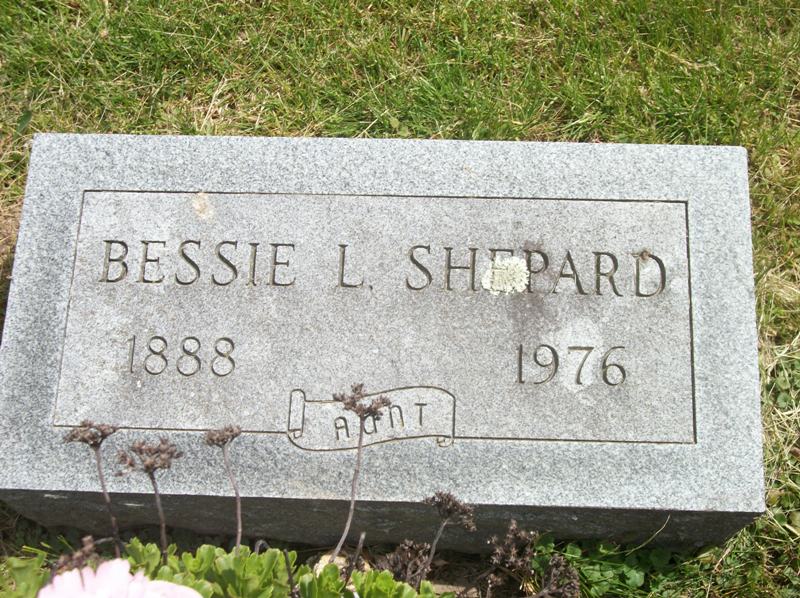 BESSIE L. SHEPARD
1888 1976
AUNT